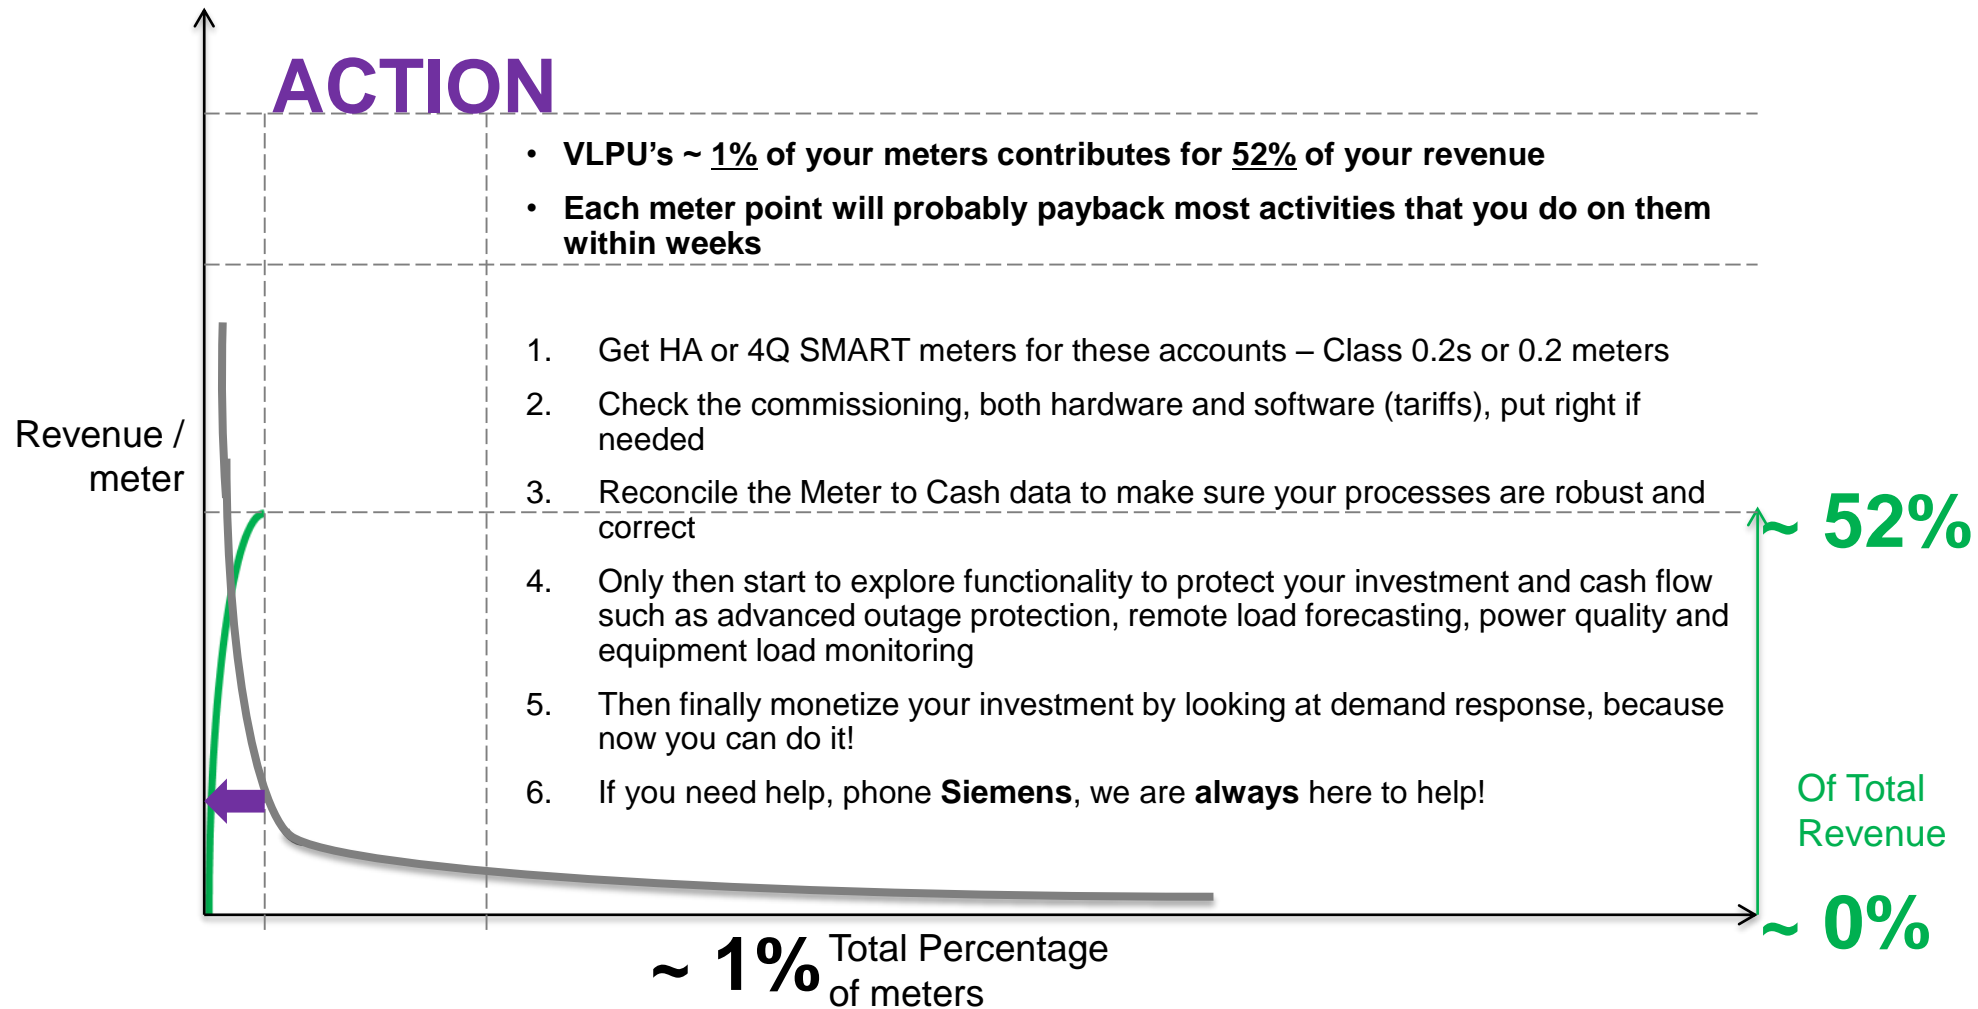 ACTION
• VLPU’s ~ 1% of your meters contributes for 52% of your revenue
• Each meter point will probably payback most activities that you do on them
within weeks
1. Get HA or 4Q SMART meters for these accounts – Class 0.2s or 0.2 meters
2. Check the commissioning, both hardware and software (tariffs), put right if
needed
3. Reconcile the Meter to Cash data to make sure your processes are robust and
correct
4. Only then start to explore functionality to protect your investment and cash flow
such as advanced outage protection, remote load forecasting, power quality and
equipment load monitoring
5. Then finally monetize your investment by looking at demand response, because
now you can do it!
6. If you need help, phone Siemens, we are always here to help!
Revenue /
meter
~ 52%
Of Total
Revenue
~ 0%
~ 1%
Total Percentage
of meters